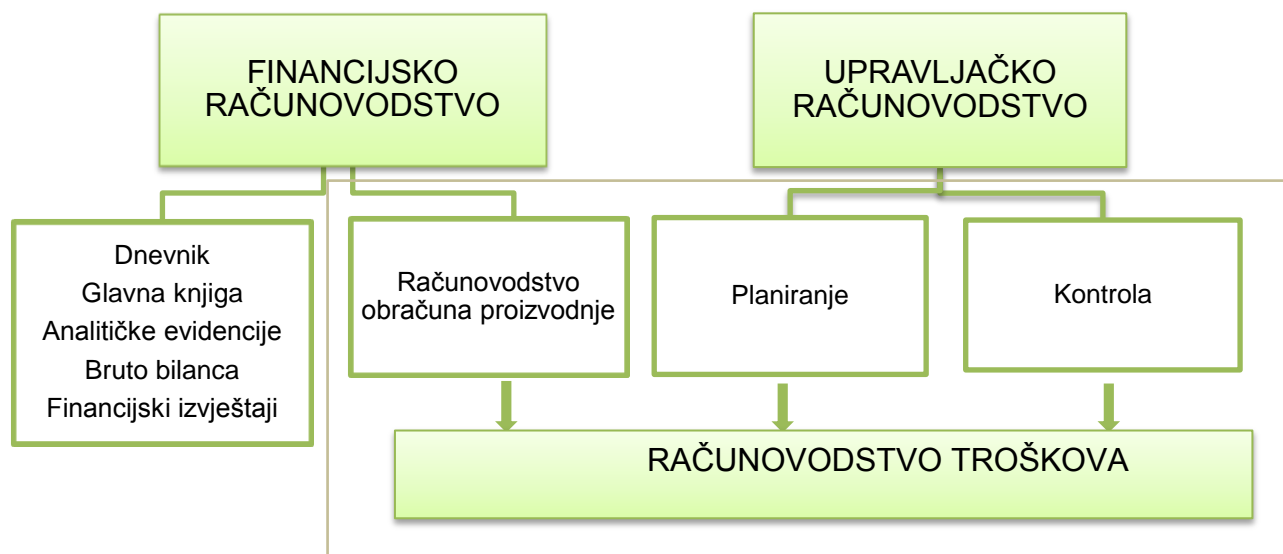 FINANCIJSKO
RAČUNOVODSTVO
UPRAVLJAČKO
RAČUNOVODSTVO
Dnevnik
Glavna knjiga
Analitičke evidencije
Bruto bilanca
Financijski izvještaji
Računovodstvo
obračuna proizvodnje
Planiranje
Kontrola
RAČUNOVODSTVO TROŠKOVA